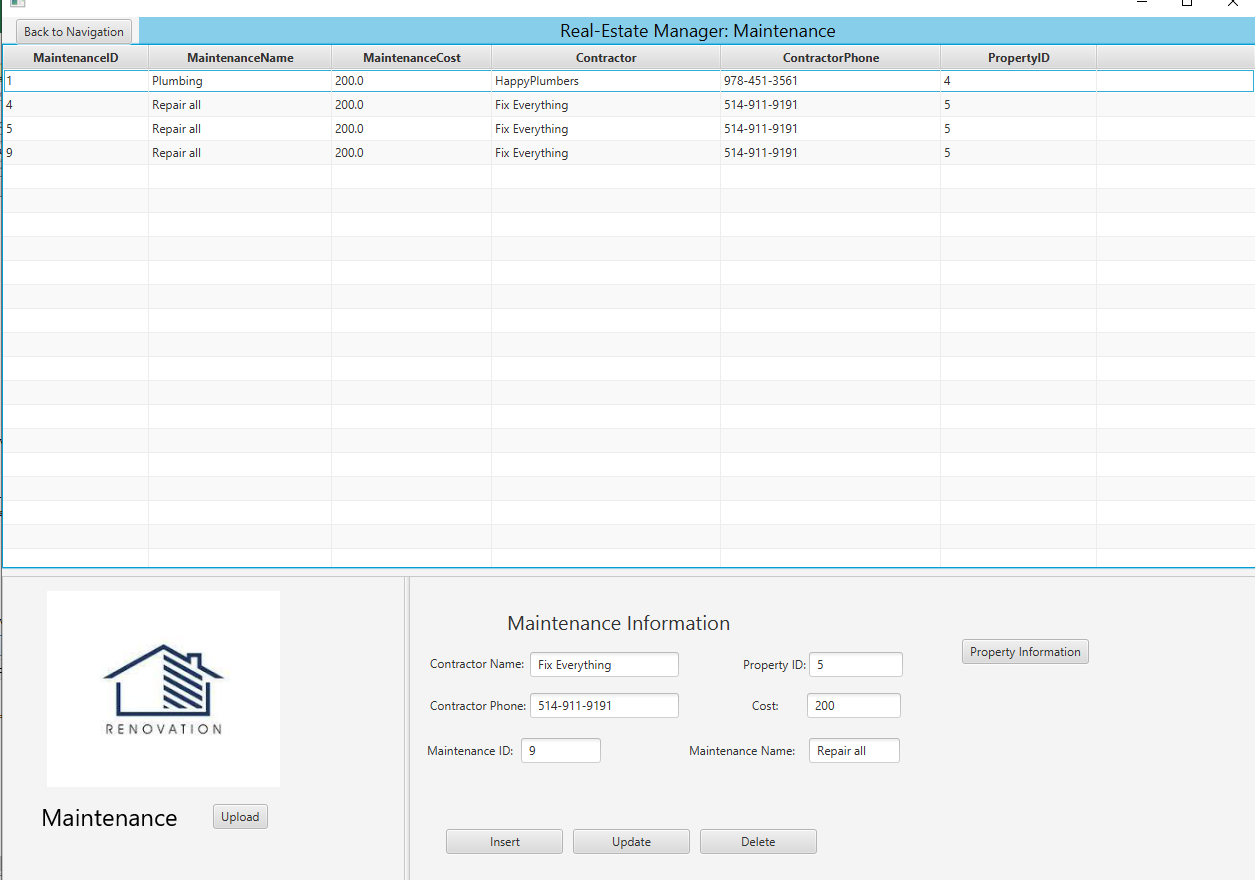 Back to Navigation Real-Estate Manager: Maintenance
MaintenanceID MaintenanceName MaintenanceCost Contractor ContractorPhone PropertyID
1 Plumbing 200.0 HappyPlumbers 978-451-3561 4
4 Repair all 200.0 Fix Everything 514-911-9191 5
5 Repair all 200.0 Fix Everything 514-911-9191 5
9 Repair all 200.0 Fix Everything 514-911-9191 5
RENOVATION
Maintenance Upload
Maintenance Information
Property Information
Contractor Name: Fix Everything Property ID: 5
Contractor Phone: 514-911-9191 Cost: 200
Maintenance ID: 9 Maintenance Name: Repair all
Insert Update Delete